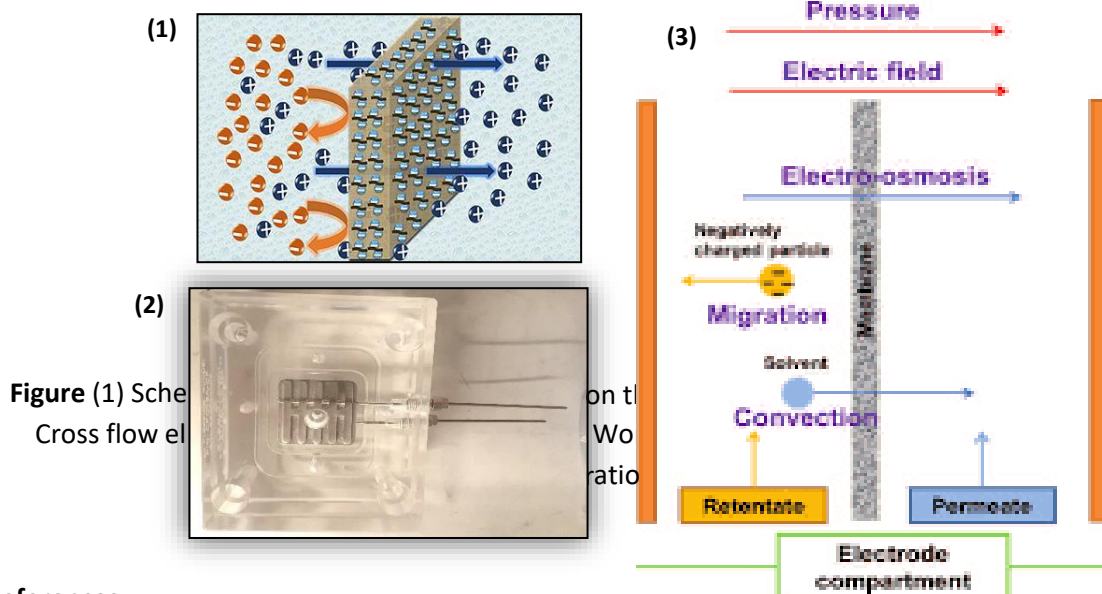 (1)
(2)
Figure (1) Sche
on th
Cross flow el
Wo
ratio
(3)
Pressure
Electric field
Electro-osmosis
Negatively
charged particle
Migration
Membrane
Solvent
Convection
Retentate
Permeate
Electrode
compartment